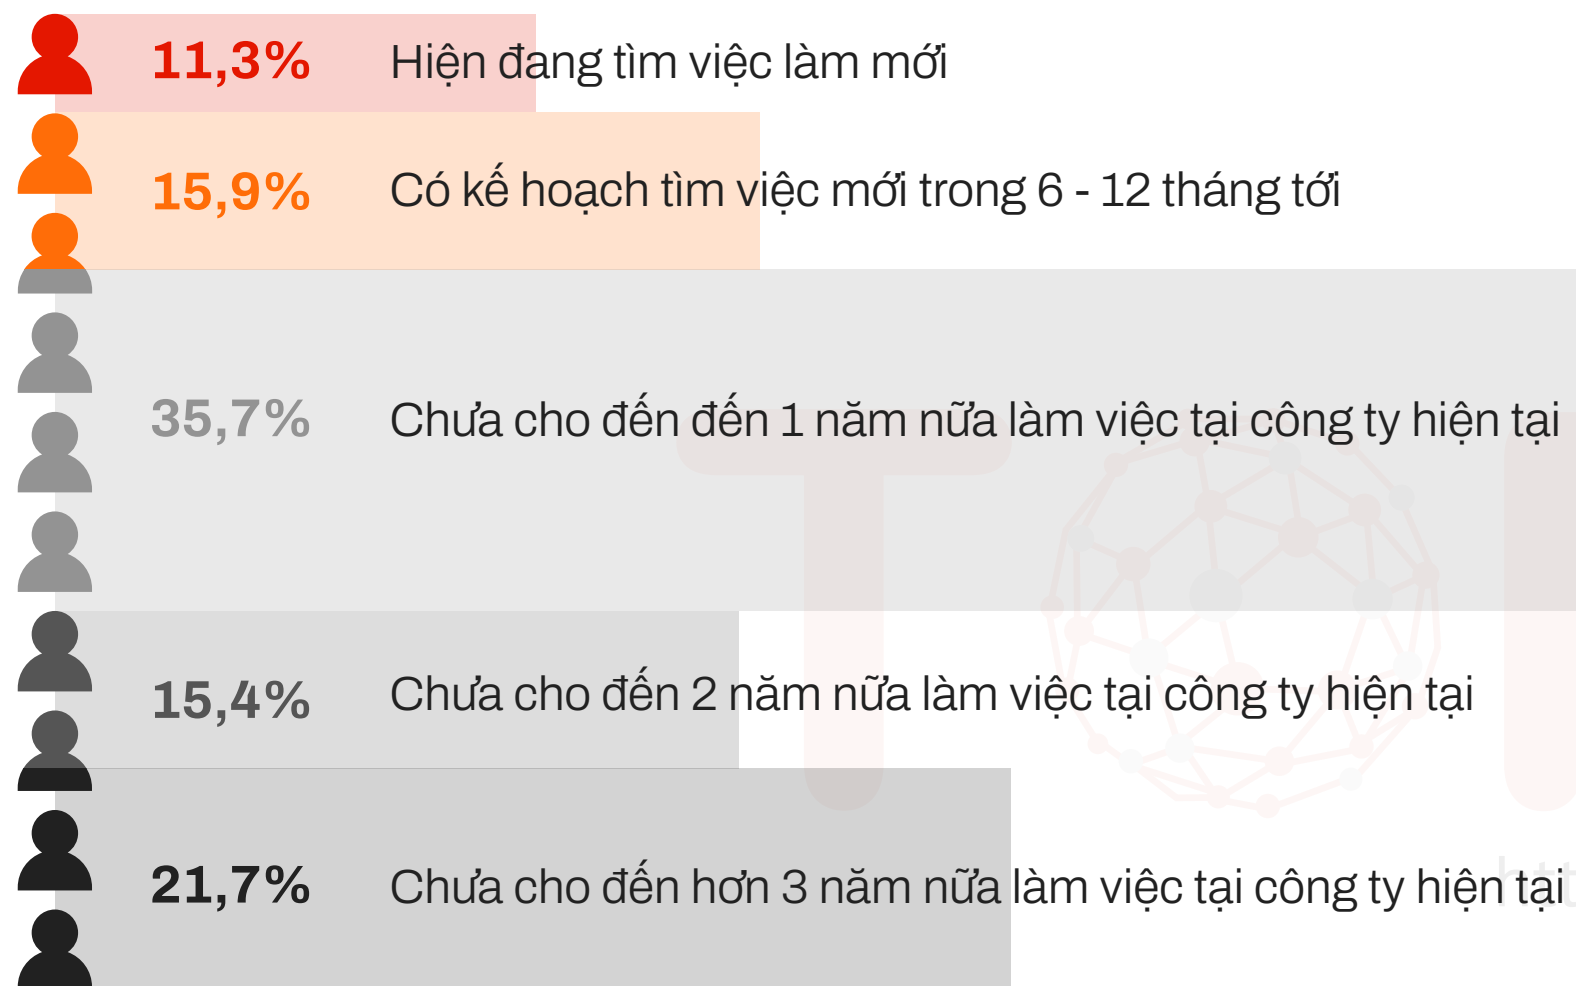 11,3% Hiện đang tìm việc làm mới
15,9% Có kế hoạch tìm việc mới trong 6 - 12 tháng tới
35,7% Chưa cho đến đến 1 năm nữa làm việc tại công ty hiện tại
15,4% Chưa cho đến 2 năm nữa làm việc tại công ty hiện tại
21,7% Chưa cho đến hơn 3 năm nữa làm việc tại công ty hiện tại